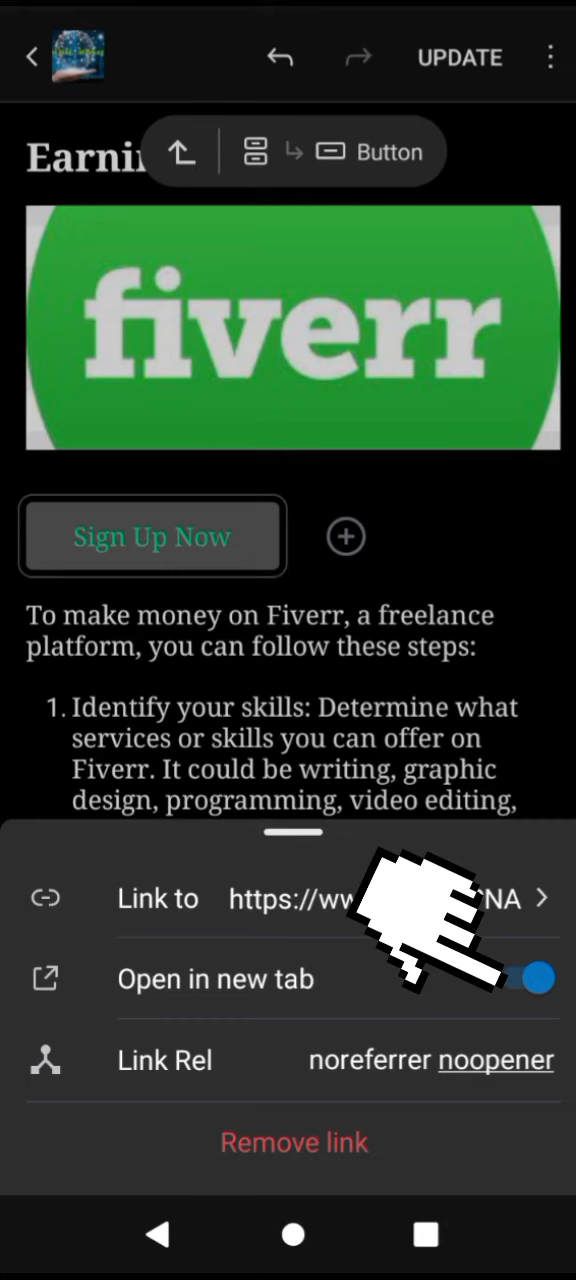 UPDATE
Earni
Button
fiverr
Sign Up Now
To make money on Fiverr, a freelance
platform, you can follow these steps:
1. Identify your skills: Determine what
services or skills you can offer on
Fiverr. It could be writing, graphic
design, programming, video editing,
Link to https://ww NA
Open in new tab
Link Rel noreferrer noopener
Remove link